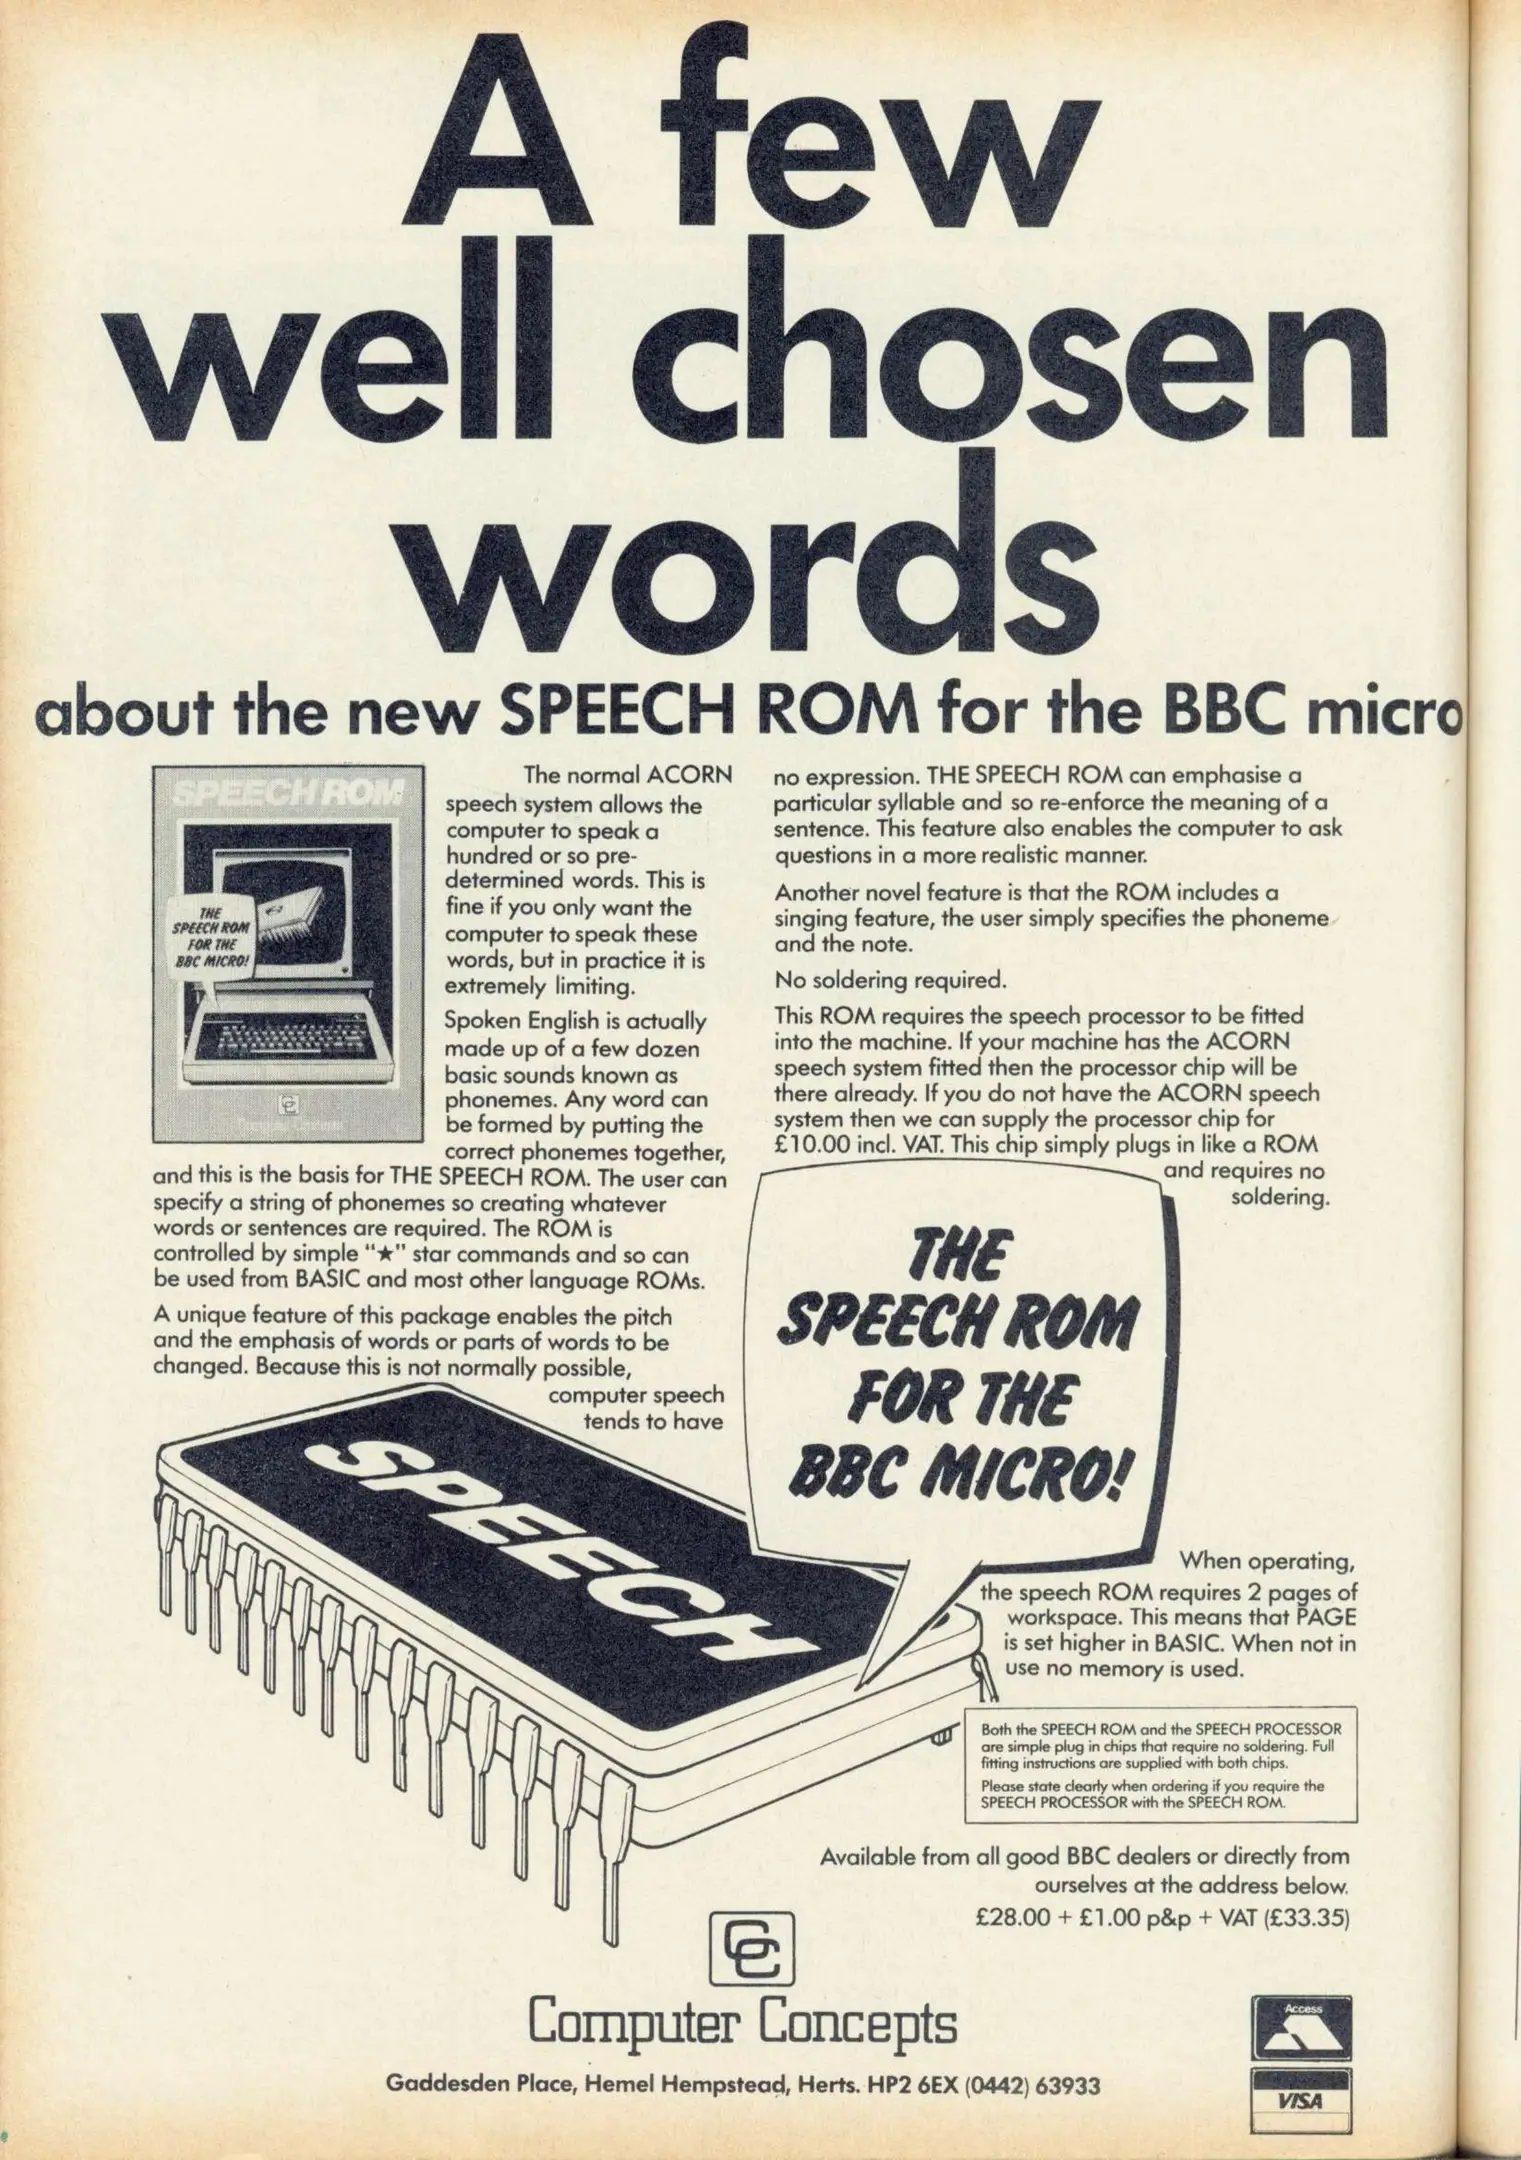 A few
well chosen
words
about the new SPEECH ROM for the BBC micro
SPEECH ROM
THE
SPEECH ROM
FOR THE
BBC MICRO!
Computer Concepts
The normal ACORN
speech system allows the
computer to speak a
hundred or so pre-
determined words. This is
fine if you only want the
computer to speak these
words, but in practice it is
extremely limiting.
Spoken English is actually
made up of a few dozen
basic sounds known as
phonemes. Any word can
be formed by putting the
correct phonemes together,
and this is the basis for THE SPEECH ROM. The user can
specify a string of phonemes so creating whatever
words or sentences are required. The ROM is
controlled by simple "★" star commands and so can
be used from BASIC and most other language ROMs.
A unique feature of this package enables the pitch
and the emphasis of words or parts of words to be
changed. Because this is not normally possible,
computer speech
tends to have
no expression. THE SPEECH ROM can emphasise a
particular syllable and so re-enforce the meaning of a
sentence. This feature also enables the computer to ask
questions in a more realistic manner.
Another novel feature is that the ROM includes a
singing feature, the user simply specifies the phoneme
and the note.
No soldering required.
This ROM requires the speech processor to be fitted
into the machine. If your machine has the ACORN
speech system fitted then the processor chip will be
there already. If you do not have the ACORN speech
system then we can supply the processor chip for
£10.00 incl. VAT. This chip simply plugs in like a ROM
and requires no
soldering.
THE
SPEECH ROM
FOR THE
BBC MICRO!
SPEECH
When operating,
the speech ROM requires 2 pages of
workspace. This means that PAGE
is set higher in BASIC. When not in
use no memory is used.
Both the SPEECH ROM and the SPEECH PROCESSOR
are simple plug in chips that require no soldering. Full
fitting instructions are supplied with both chips.
Please state clearly when ordering if you require the
SPEECH PROCESSOR with the SPEECH ROM.
Available from all good BBC dealers or directly from
ourselves at the address below.
£28.00 + £1.00 p&p + VAT (£33.35)
CC
Computer Concepts
Gaddesden Place, Hemel Hempstead, Herts. HP2 6EX (0442) 63933
Access
VISA